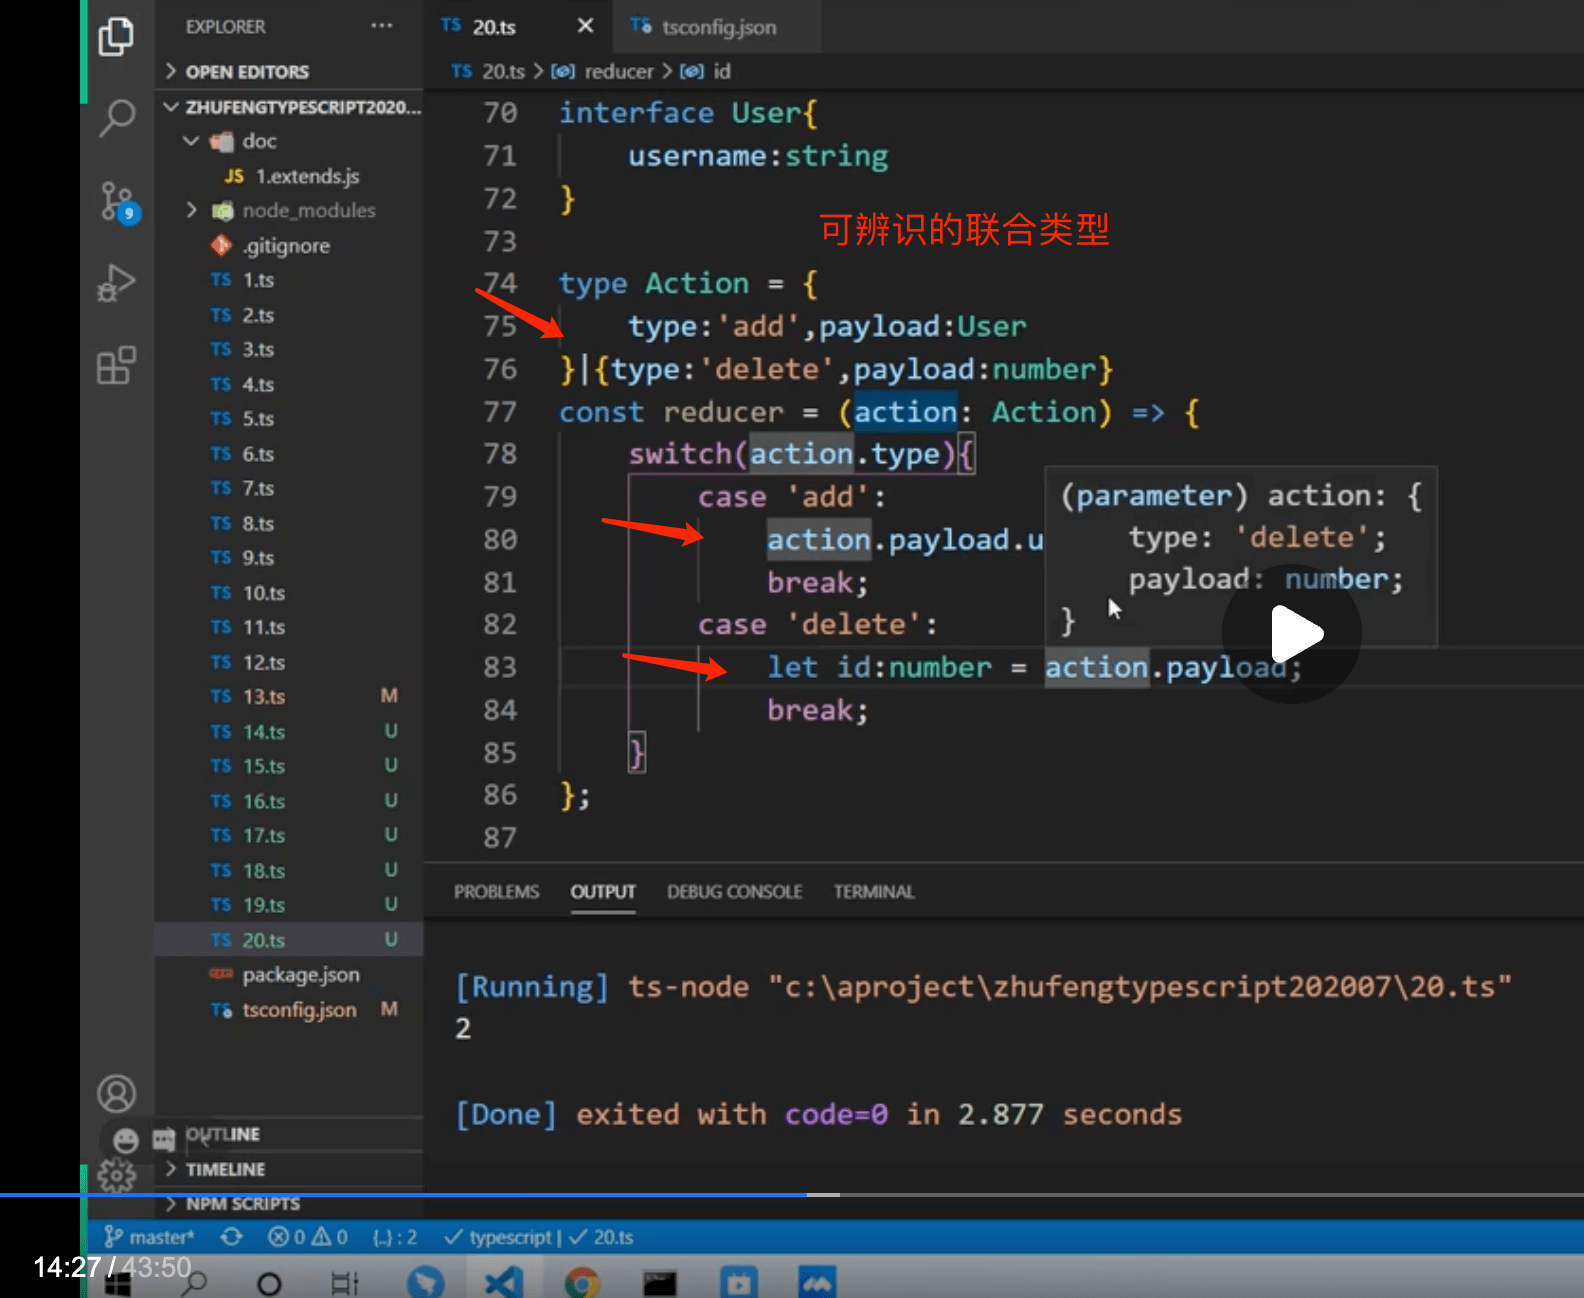 EXPLORER ...
OPEN EDITORS
ZHUFENGTYPESCRIPT2020...
doc
JS 1.extends.js
node_modules
.gitignore
TS 1.ts
TS 2.ts
TS 3.ts
TS 4.ts
TS 5.ts
TS 6.ts
TS 7.ts
TS 8.ts
TS 9.ts
TS 10.ts
TS 11.ts
TS 12.ts
TS 13.ts M
TS 14.ts U
TS 15.ts U
TS 16.ts U
TS 17.ts U
TS 18.ts U
TS 19.ts U
TS 20.ts U
package.json
tsconfig.json M
OUTLINE
TIMELINE
NPM SCRIPTS
9
TS 20.ts × TS tsconfig.json
TS 20.ts > reducer > id
70 interface User{
71 username:string
72 }
可辨识的联合类型
73
74 type Action = {
75 type:'add',payload:User
76 }|{type:'delete',payload:number}
77 const reducer = (action: Action) => {
78 switch(action.type){
79 case 'add':
80 action.payload.u
81 break;
82 case 'delete':
83 let id:number = action.payload;
84 break;
85 }
86 };
87
(parameter) action: {
type: 'delete';
payload: number;
}
PROBLEMS OUTPUT DEBUG CONSOLE TERMINAL
[Running] ts-node "c:\aproject\zhufengtypescript202007\20.ts"
2
[Done] exited with code=0 in 2.877 seconds
master* 0 0 {..} : 2 ✓ typescript | ✓ 20.ts
14:27 / 43:50